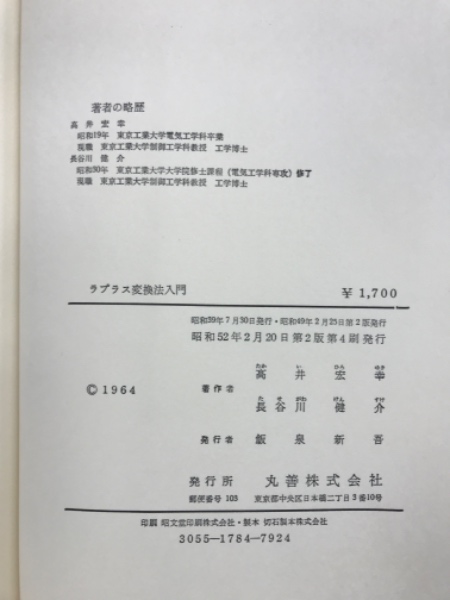 著者の略歴
高井 宏幸
昭和19年 東京工業大学電気工学科卒業
現職 東京工業大学制御工学科教授 工学博士
長谷川 健介
昭和30年 東京工業大学大学院修士課程（電気工学科専攻）修了
現職 東京工業大学制御工学科教授 工学博士
ラプラス変換法入門 ¥ 1,700
昭和39年7月30日発行・昭和49年2月25日第2版発行
昭和52年2月20日第2版第4刷発行
©1964
著作者
高井宏幸
長谷川健介
発行者 飯泉新吾
発行所 丸善株式会社
郵便番号 103 東京都中央区日本橋二丁目3番10号
印刷 昭文堂印刷株式会社・製本 切石製本株式会社
3055―1784―7924